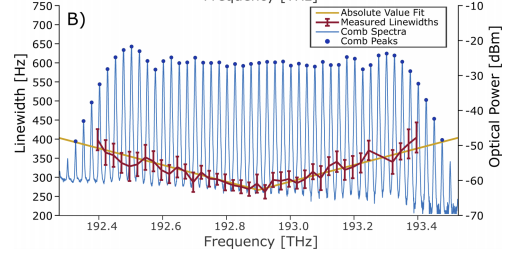 Frequency [THz]
B)
Absolute Value Fit
Measured Linewidths
Comb Spectra
Comb Peaks
Linewidth [Hz]
750
700
650
600
550
500
450
400
350
300
250
200
Optical Power [dBm]
-10
-20
-30
-40
-50
-60
-70
192.4
192.6
192.8
193.0
193.2
193.4
Frequency [THz]